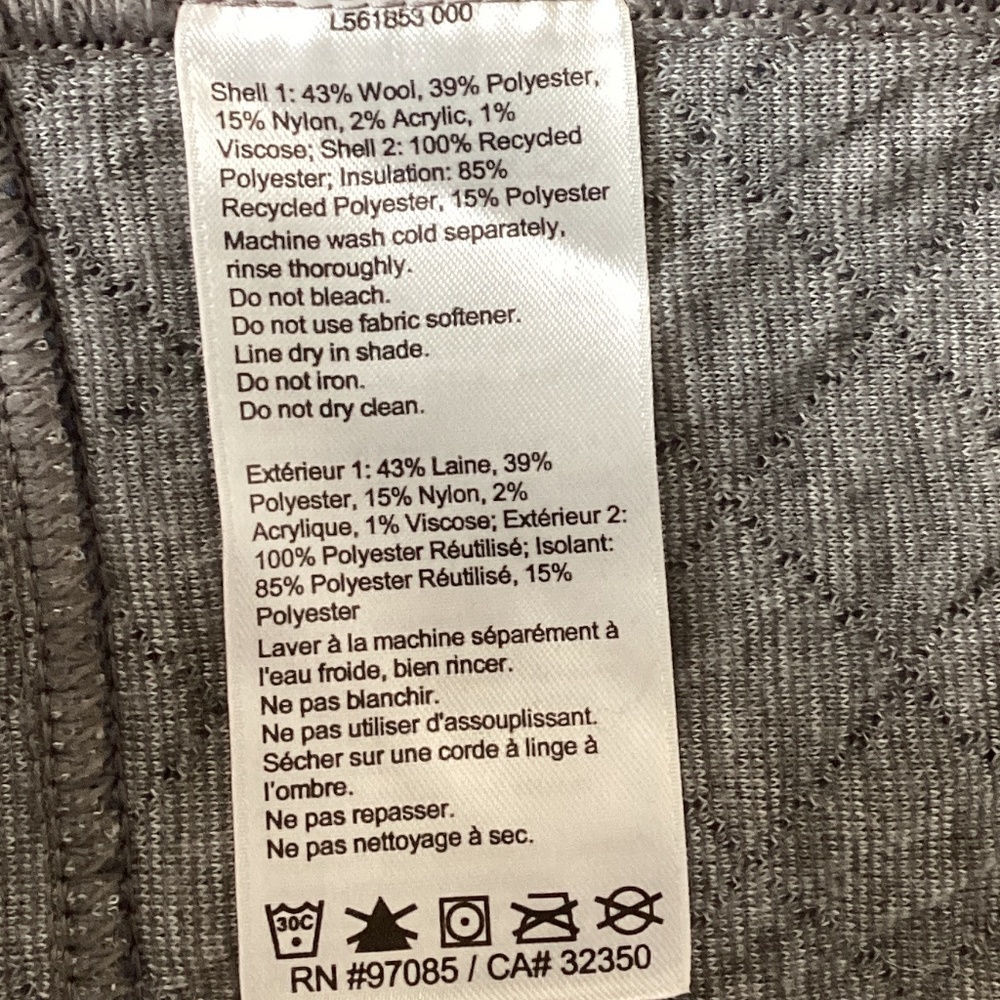 L561853 000
Shell 1: 43% Wool, 39% Polyester,
15% Nylon, 2% Acrylic, 1%
Viscose; Shell 2: 100% Recycled
Polyester; Insulation: 85%
Recycled Polyester, 15% Polyester
Machine wash cold separately,
rinse thoroughly.
Do not bleach.
Do not use fabric softener.
Line dry in shade.
Do not iron.
Do not dry clean.
Extérieur 1: 43% Laine, 39%
Polyester, 15% Nylon, 2%
Acrylique, 1% Viscose; Extérieur 2:
100% Polyester Réutilisé; Isolant:
85% Polyester Réutilisé, 15%
Polyester
Laver à la machine séparément à
l'eau froide, bien rincer.
Ne pas blanchir.
Ne pas utiliser d'assouplissant.
Sécher sur une corde à linge à
l'ombre.
Ne pas repasser.
Ne pas nettoyage à sec.
30C
RN #97085 / CA# 32350